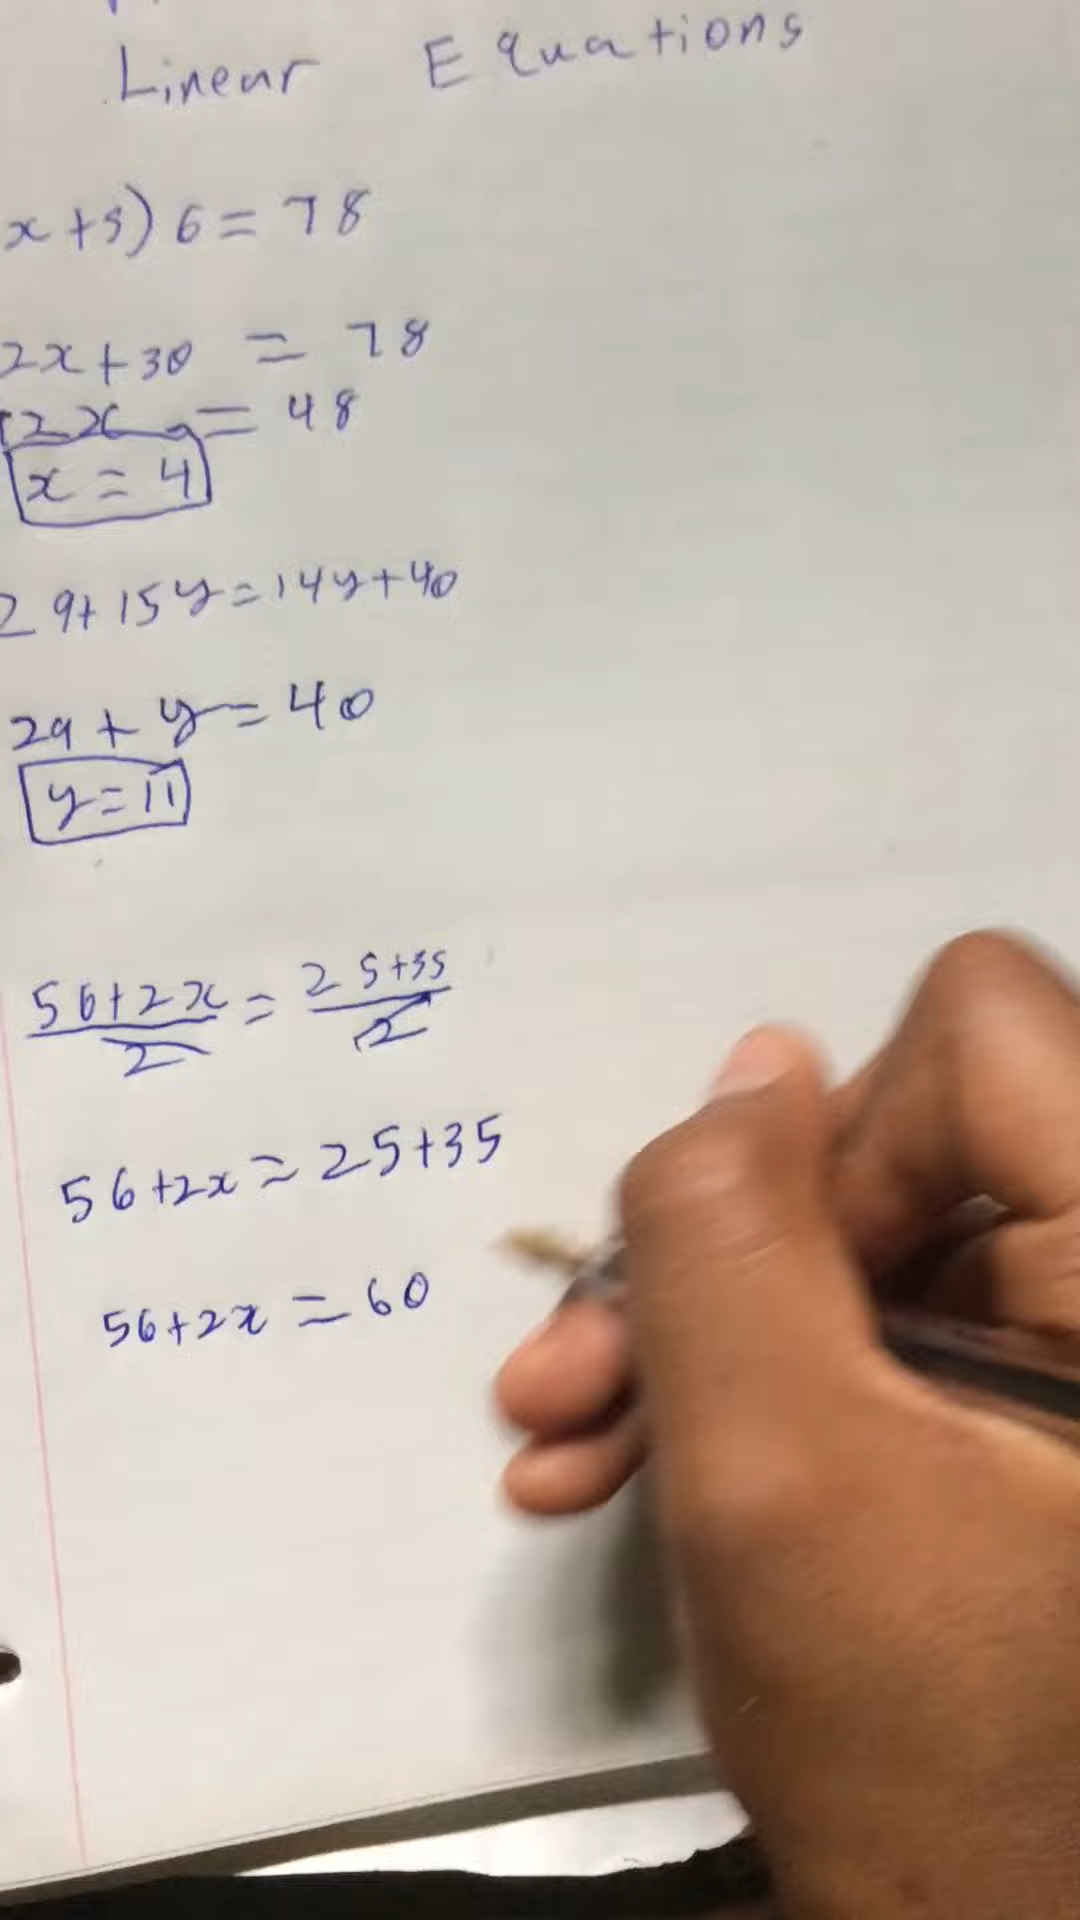 Linear Equations
x+5) 6 = 78
2x+30 = 78
12x = 48
x = 4
29+15y=14y+40
29+y=40
y=11
56+2x = 25+35
2 2
56+2x=25+35
56+2x=60